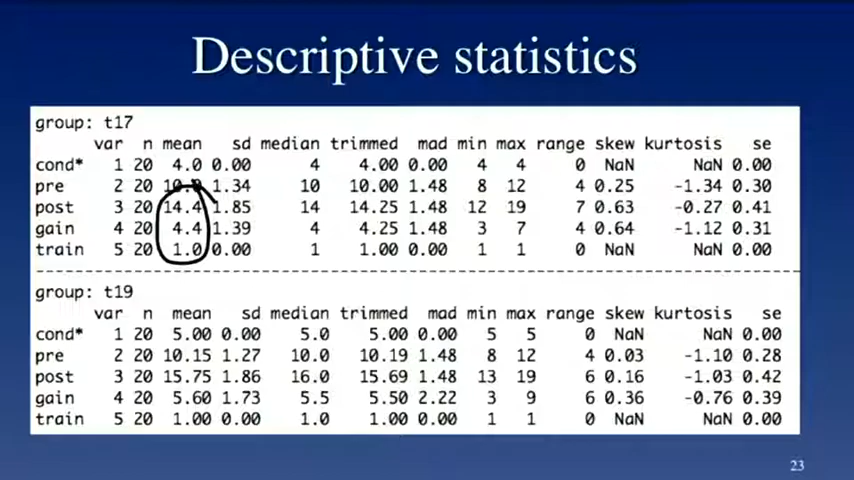 Descriptive statistics
group: t17
var n mean sd median trimmed mad min max range skew kurtosis se
cond* 1 20 4.0 0.00 4 4.00 0.00 4 4 0 NaN NaN 0.00
pre 2 20 10.0 1.34 10 10.00 1.48 8 12 4 0.25 -1.34 0.30
post 3 20 14.4 1.85 14 14.25 1.48 12 19 7 0.63 -0.27 0.41
gain 4 20 4.4 1.39 4 4.25 1.48 3 7 4 0.64 -1.12 0.31
train 5 20 1.0 0.00 1 1.00 0.00 1 1 0 NaN NaN 0.00
group: t19
var n mean sd median trimmed mad min max range skew kurtosis se
cond* 1 20 5.00 0.00 5.0 5.00 0.00 5 5 0 NaN NaN 0.00
pre 2 20 10.15 1.27 10.0 10.19 1.48 8 12 4 0.03 -1.10 0.28
post 3 20 15.75 1.86 16.0 15.69 1.48 13 19 6 0.16 -1.03 0.42
gain 4 20 5.60 1.73 5.5 5.50 2.22 3 9 6 0.36 -0.76 0.39
train 5 20 1.00 0.00 1.0 1.00 0.00 1 1 0 NaN NaN 0.00
23